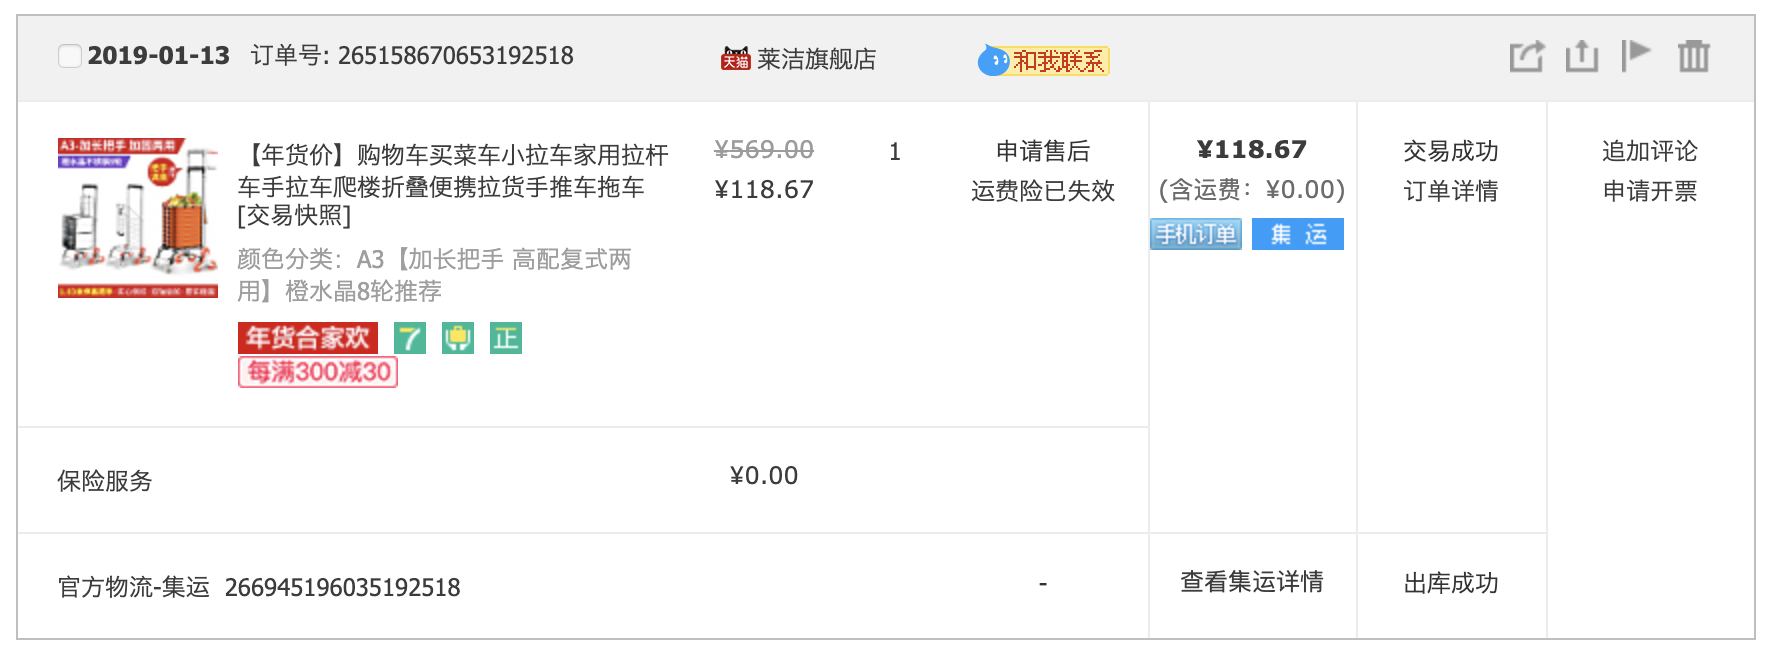 2019-01-13 订单号: 265158670653192518 天猫 莱洁旗舰店 和我联系
A3-加长把手 加固两用
【年货价】购物车买菜车小拉车家用拉杆
车手拉车爬楼折叠便携拉货手推车拖车
[交易快照]
颜色分类：A3【加长把手 高配复式两
用】橙水晶8轮推荐
年货合家欢 7 正
每满300减30
¥569.00
¥118.67
1
申请售后
运费险已失效
¥118.67
(含运费：¥0.00)
手机订单 集 运
交易成功
订单详情
追加评论
申请开票
保险服务 ¥0.00
官方物流-集运 266945196035192518 - 查看集运详情 出库成功